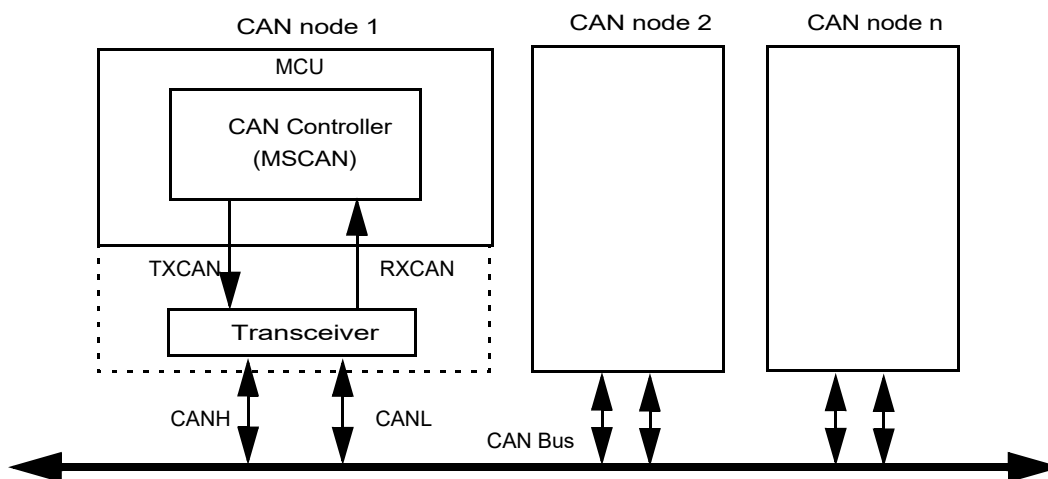 CAN node 1
CAN node 2
CAN node n
MCU
CAN Controller
(MSCAN)
TXCAN
RXCAN
Transceiver
CANH
CANL
CAN Bus